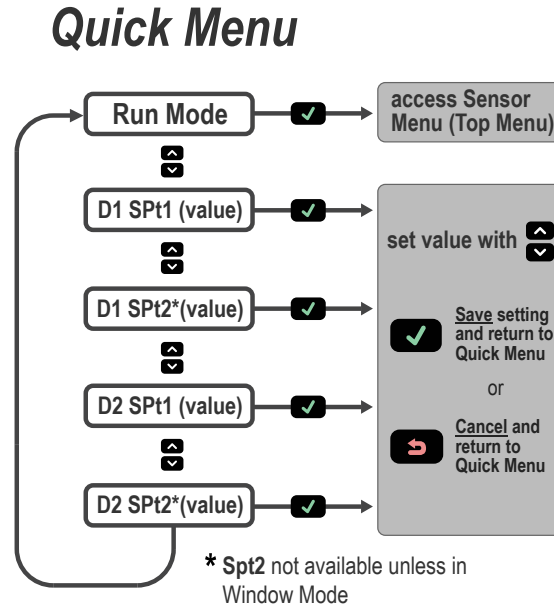 Quick Menu
Run Mode
access Sensor
Menu (Top Menu)
D1 SPt1 (value)
set value with
D1 SPt2*(value)
Save setting
and return to
Quick Menu
or
D2 SPt1 (value)
Cancel and
return to
Quick Menu
D2 SPt2*(value)
* Spt2 not available unless in
Window Mode